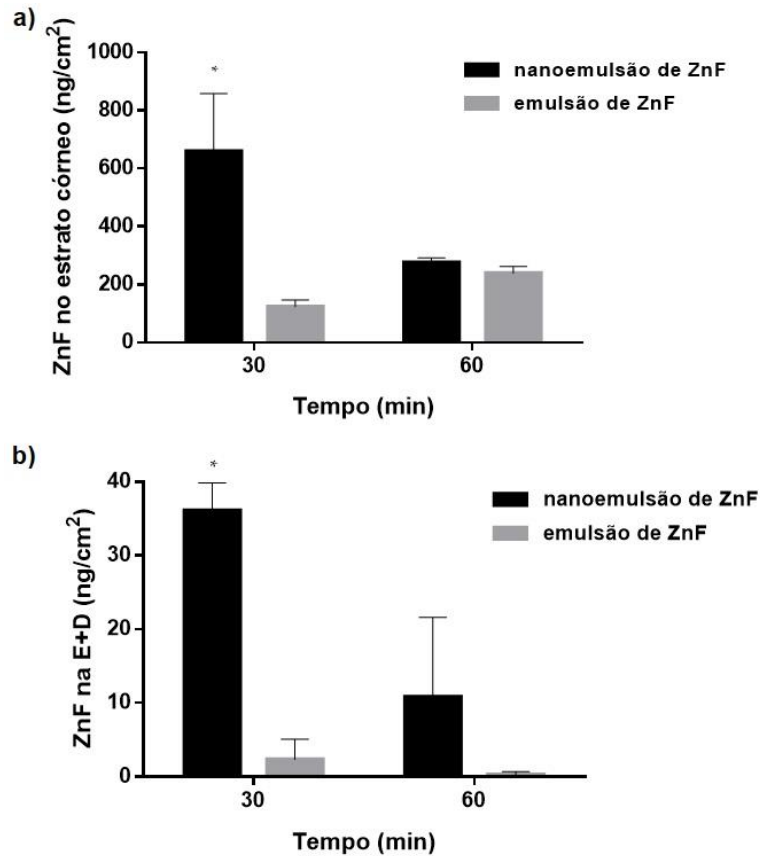 a)
ZnF no estrato córneo (ng/cm²)
1000
800
600
400
200
0
*
nanoemulsão de ZnF
emulsão de ZnF
30
60
Tempo (min)
b)
ZnF na E+D (ng/cm²)
40
30
20
10
0
*
nanoemulsão de ZnF
emulsão de ZnF
30
60
Tempo (min)